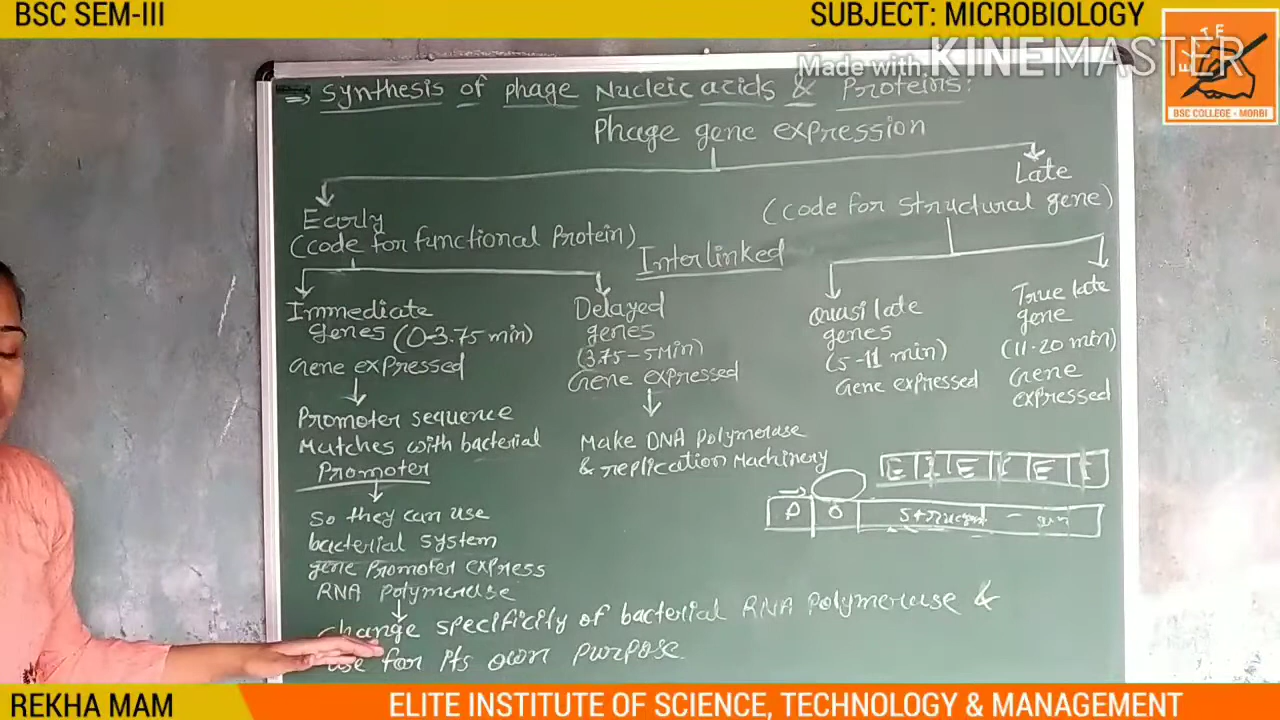 BSC SEM-III
SUBJECT: MICROBIOLOGY
Made with KINEMASTER
ELITE
BSC COLLEGE - MORBI
⇒ Synthesis of phage Nucleic acids & Proteins:
Phage gene expression
Late
(code for structural gene)
Early
(code for functional Protein)
Interlinked
Immediate
genes (0-3.75 min)
Gene expressed
Promoter sequence
Matches with bacterial
Promoter
So they can use
bacterial system
gene Promoter express
RNA polymerase
change specificity of bacterial RNA Polymerase &
use for its own purpose
Delayed
genes
(3.75-5Min)
Gene expressed
Make DNA Polymerase
& replication Machinery
Quasi late
genes
(5-11 min)
Gene expressed
True late
gene
(11-20 min)
Gene
expressed
E I E I E I
P O
REKHA MAM
ELITE INSTITUTE OF SCIENCE, TECHNOLOGY & MANAGEMENT